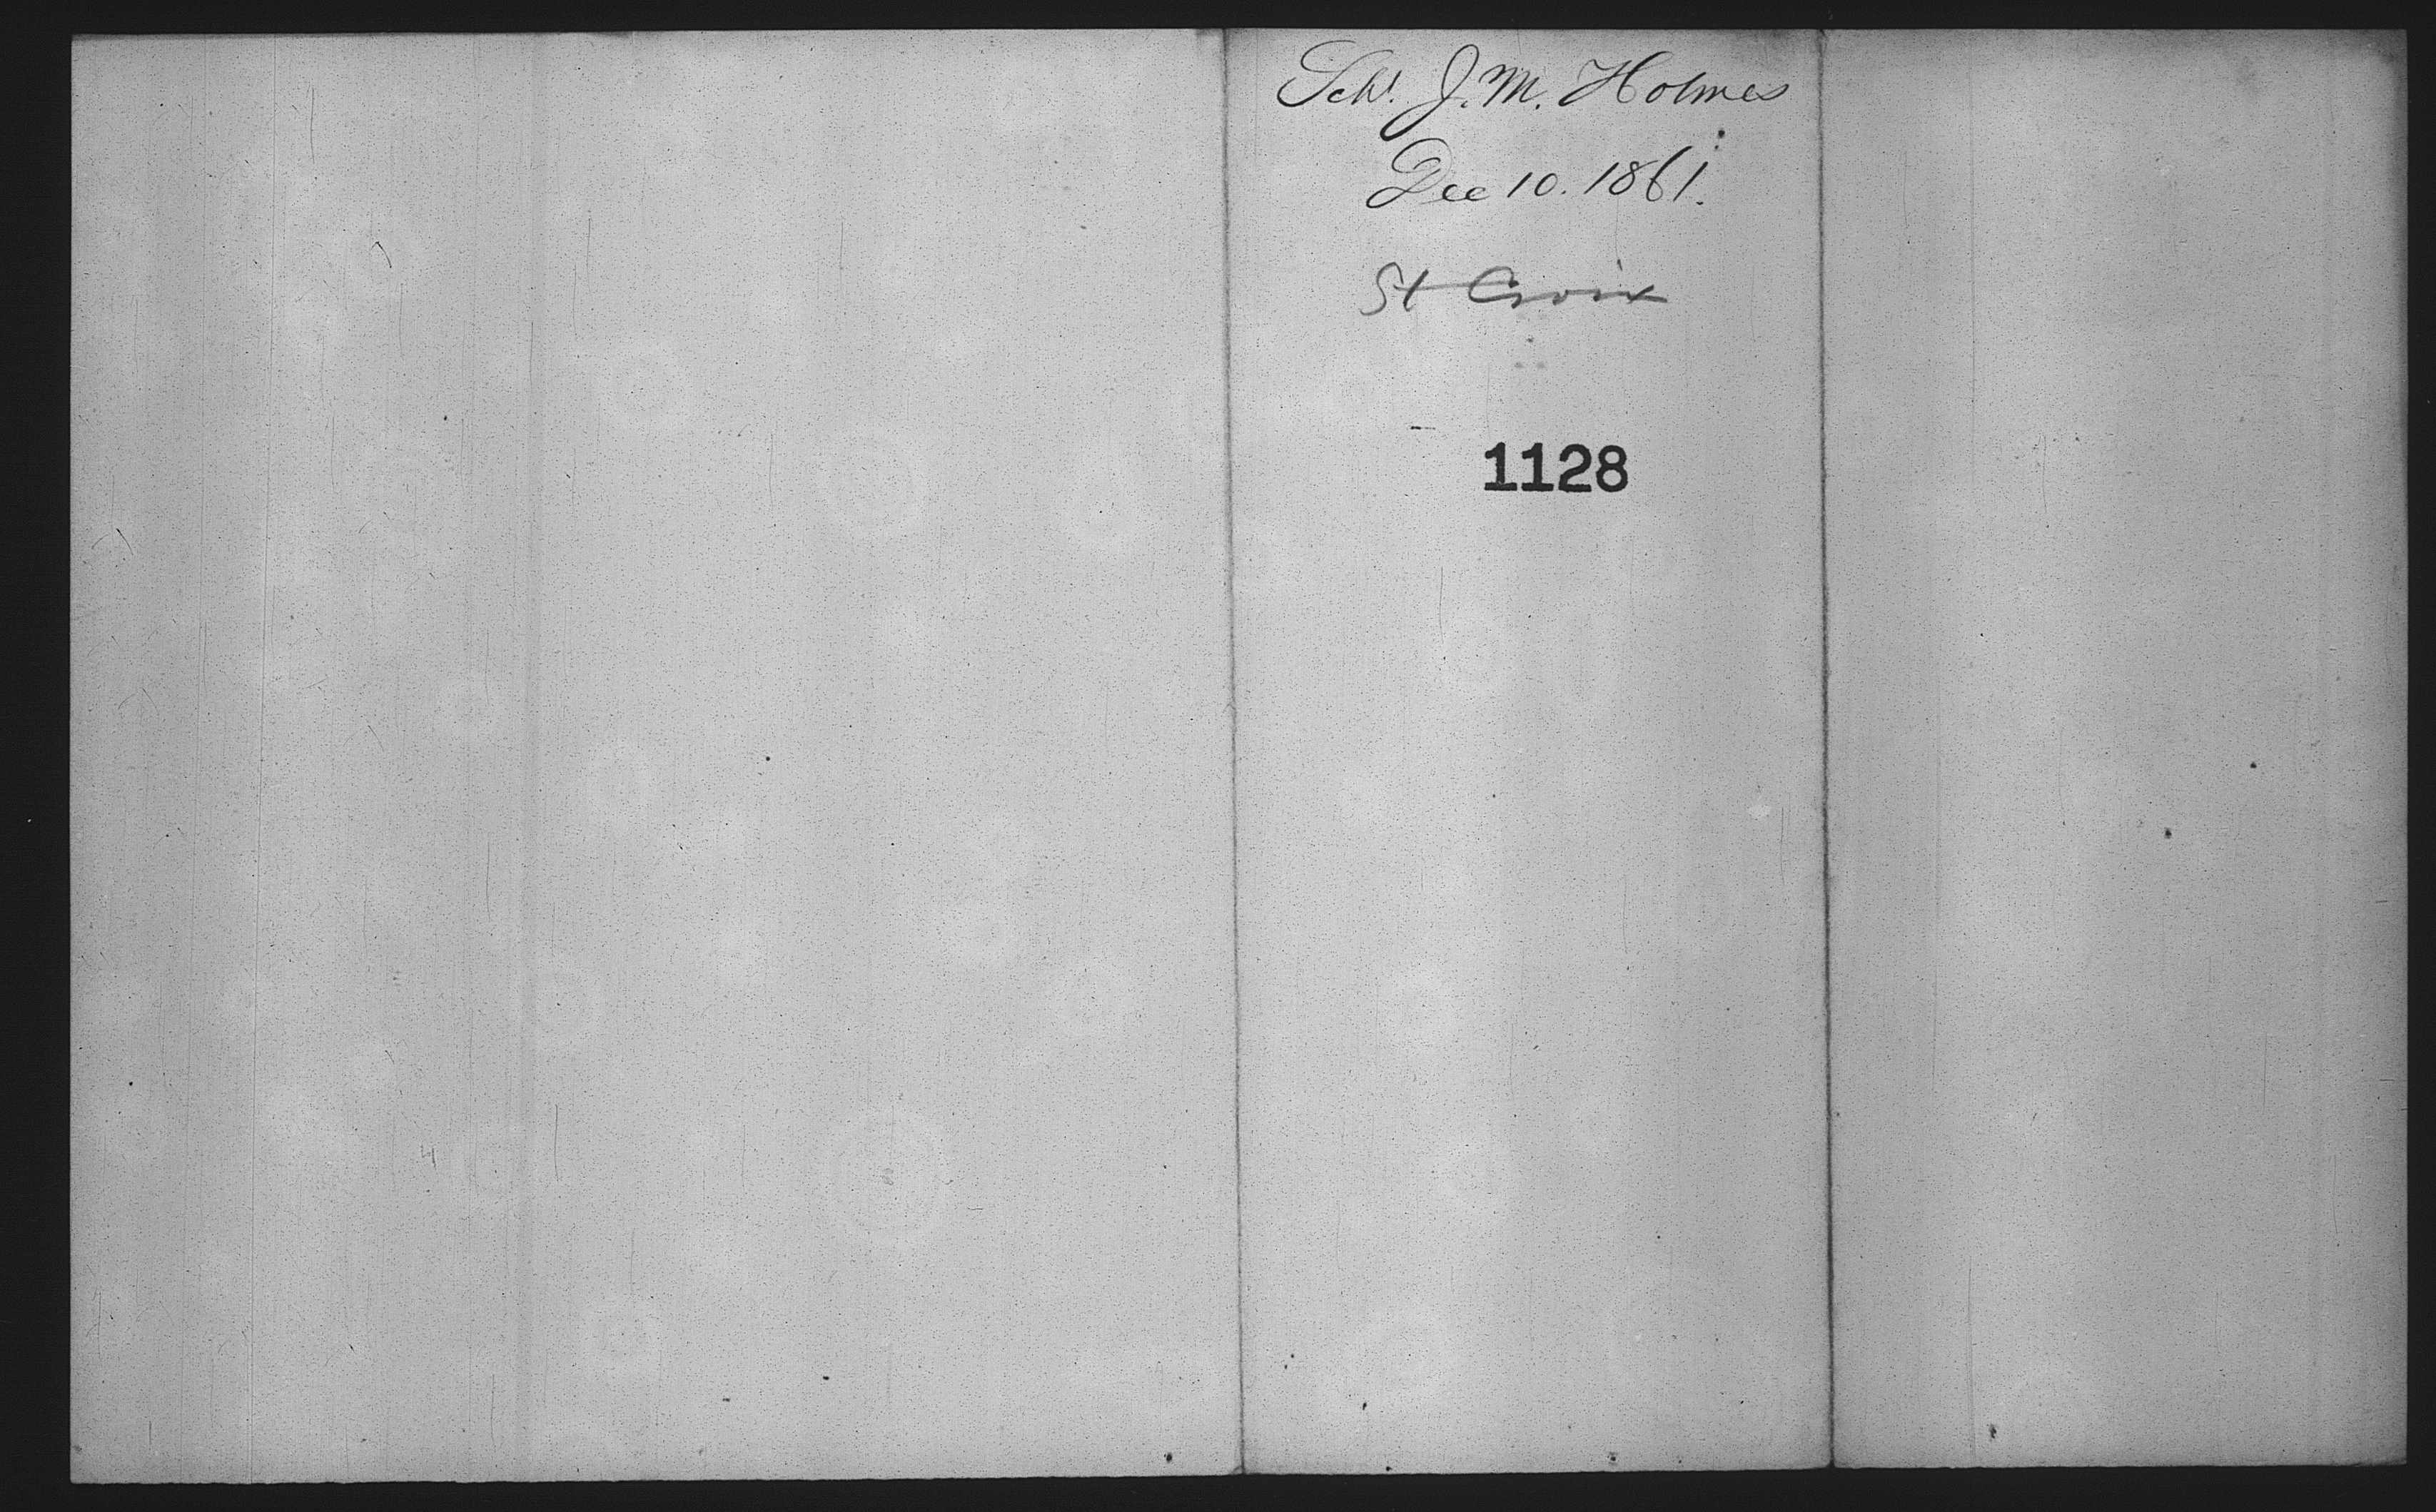 Schr. J. M. Holmes
Dec 10. 1861.
St Croix
1128